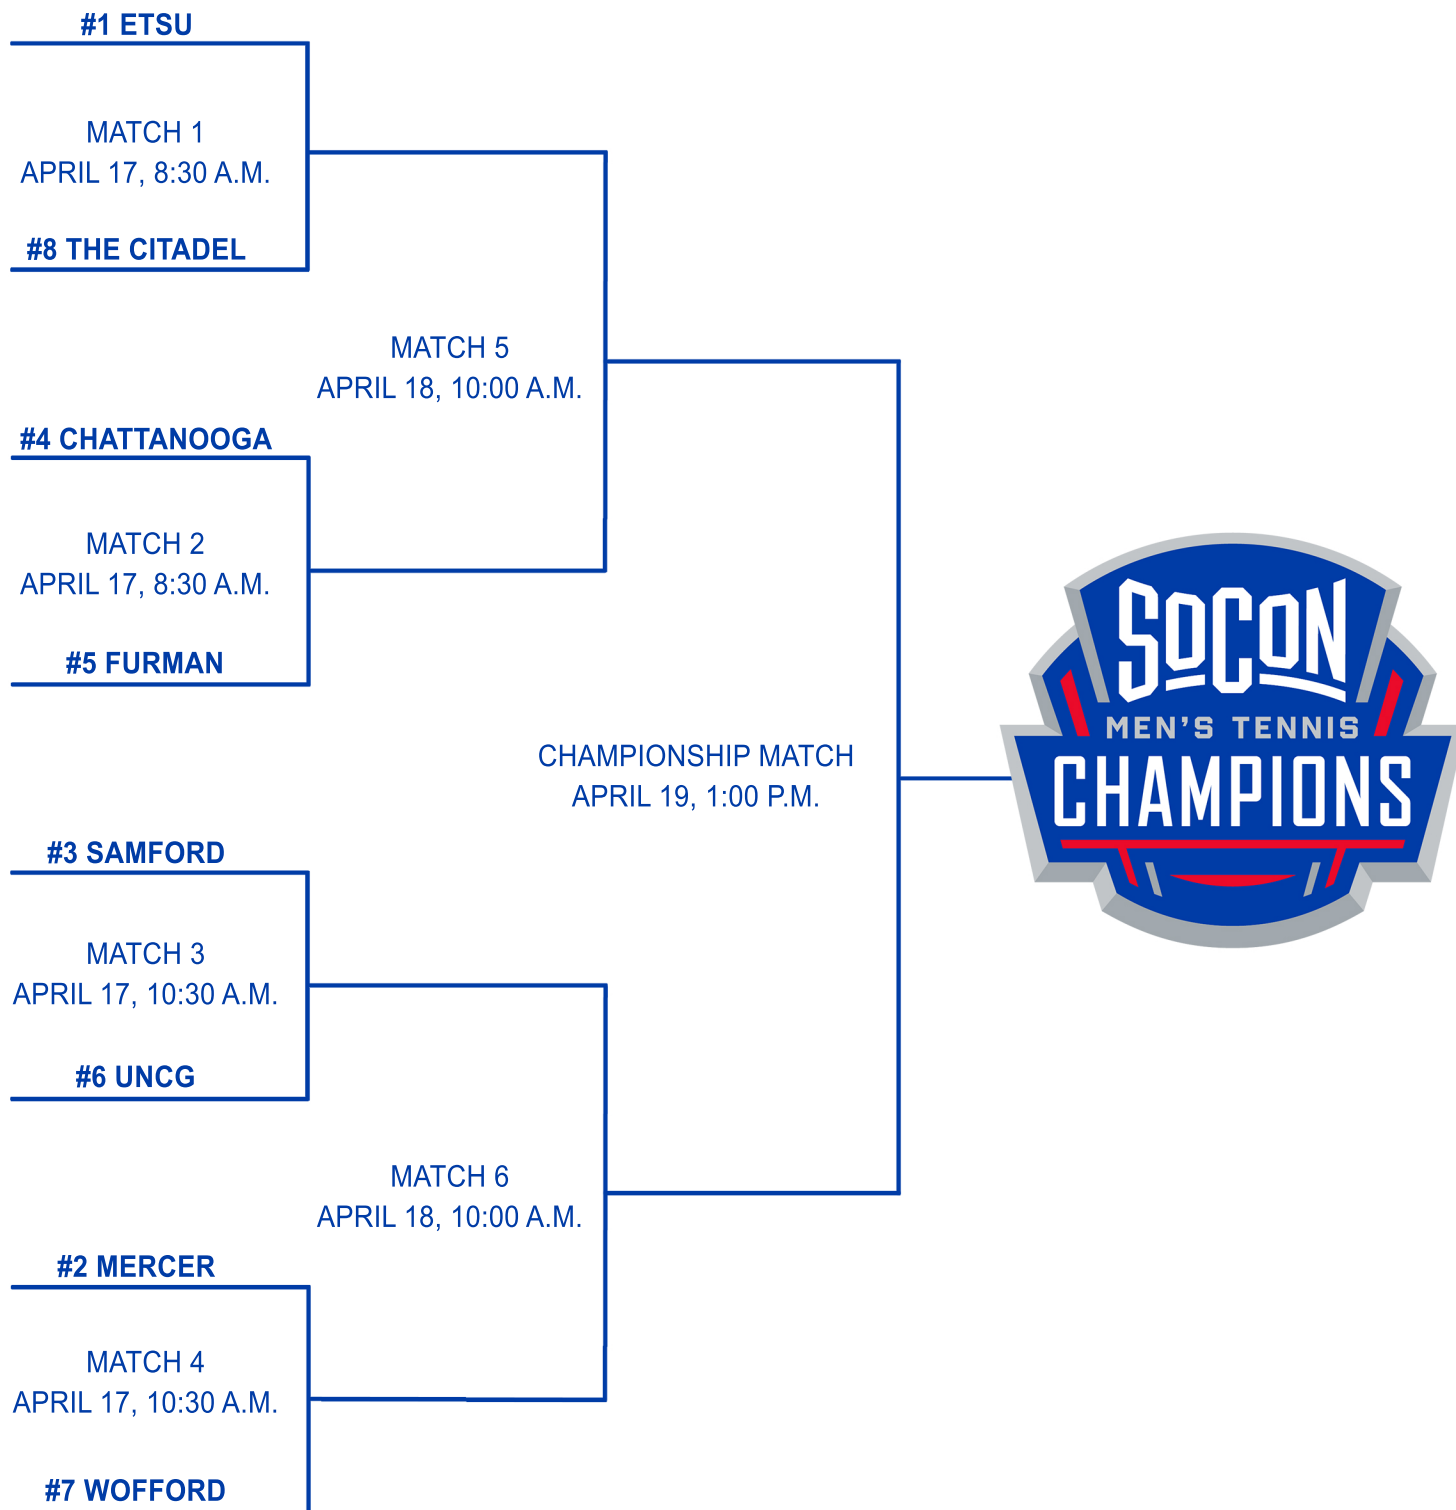 #1 ETSU
MATCH 1
APRIL 17, 8:30 A.M.
#8 THE CITADEL
MATCH 5
APRIL 18, 10:00 A.M.
#4 CHATTANOOGA
MATCH 2
APRIL 17, 8:30 A.M.
#5 FURMAN
CHAMPIONSHIP MATCH
APRIL 19, 1:00 P.M.
SOCON
MEN'S TENNIS
CHAMPIONS
#3 SAMFORD
MATCH 3
APRIL 17, 10:30 A.M.
#6 UNCG
MATCH 6
APRIL 18, 10:00 A.M.
#2 MERCER
MATCH 4
APRIL 17, 10:30 A.M.
#7 WOFFORD